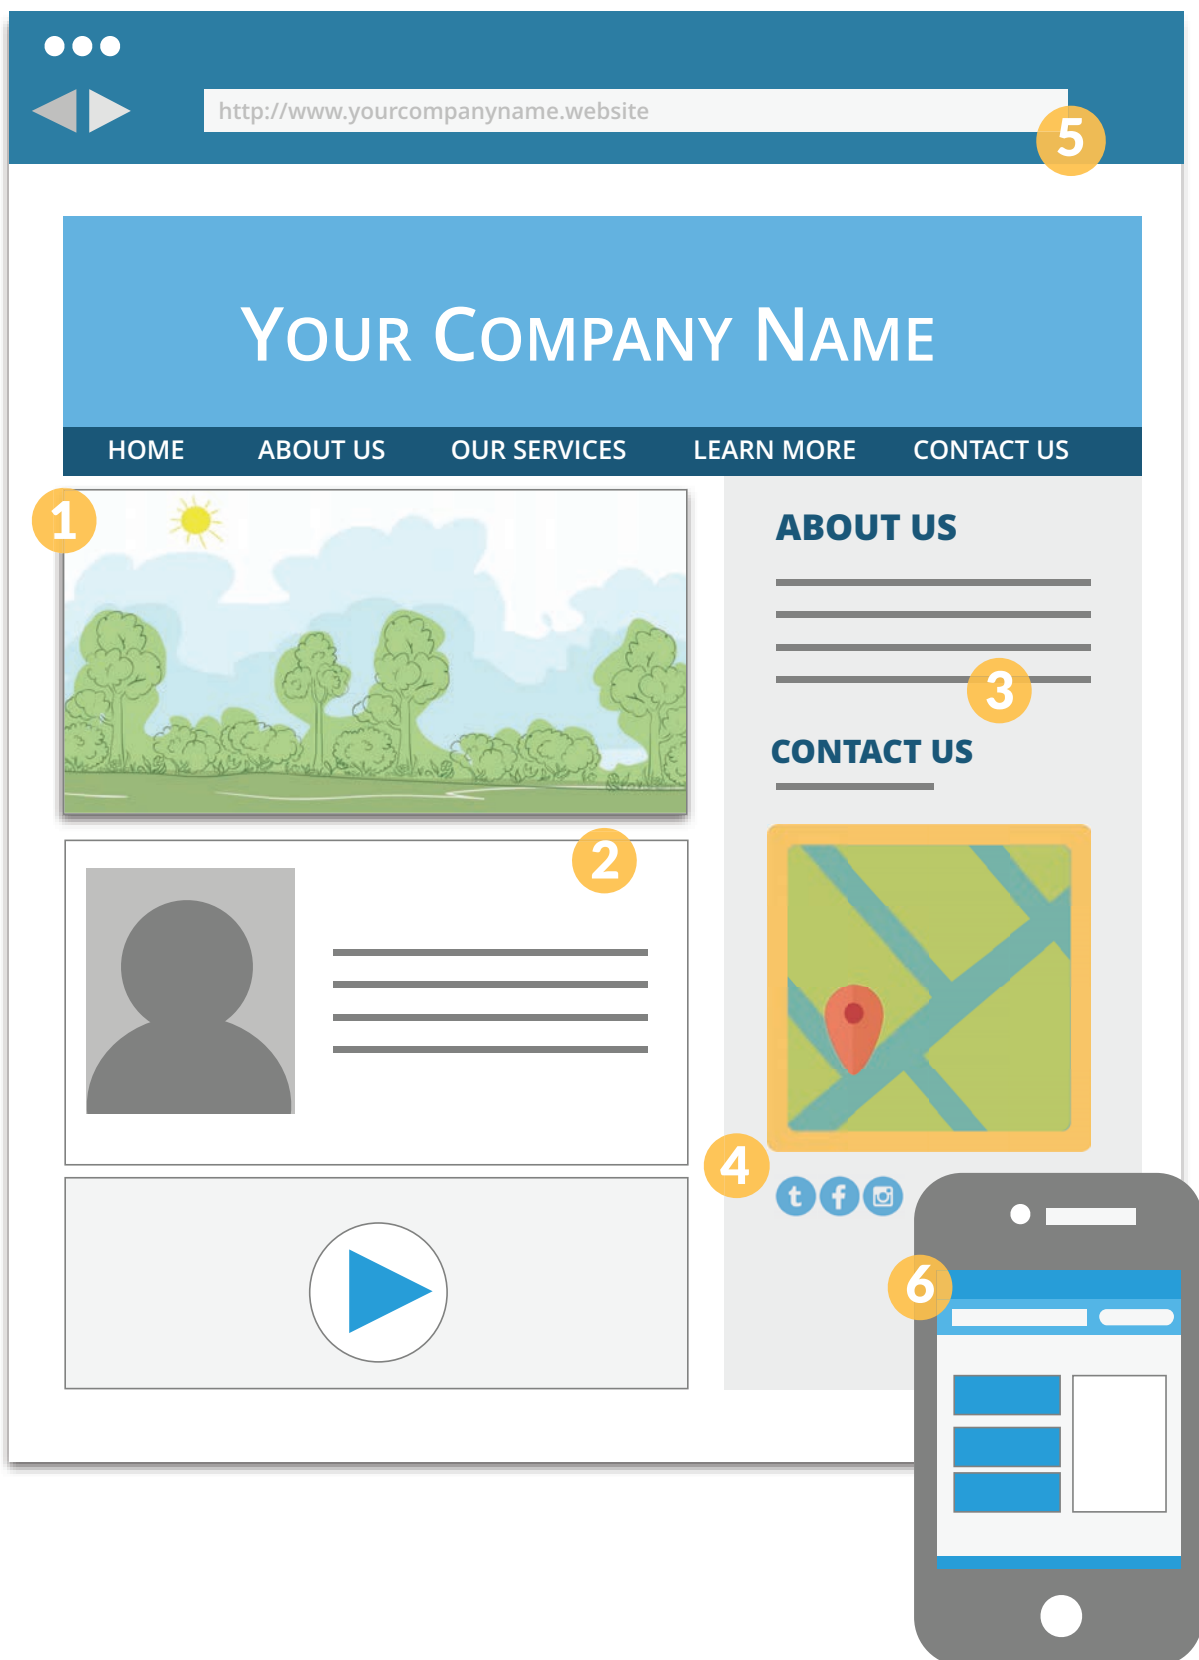 http://www.yourcompanyname.website
5
YOUR COMPANY NAME
HOME ABOUT US OUR SERVICES LEARN MORE CONTACT US
1
ABOUT US
3
CONTACT US
2
4
t f
6